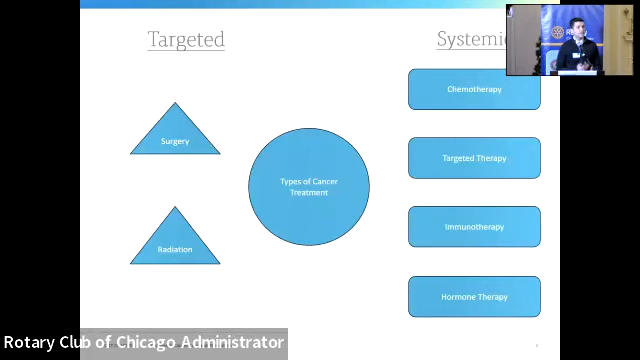 Targeted
Systemic
Surgery
Radiation
Types of Cancer
Treatment
Chemotherapy
Targeted Therapy
Immunotherapy
Hormone Therapy
Rotary Club of Chicago Administrator